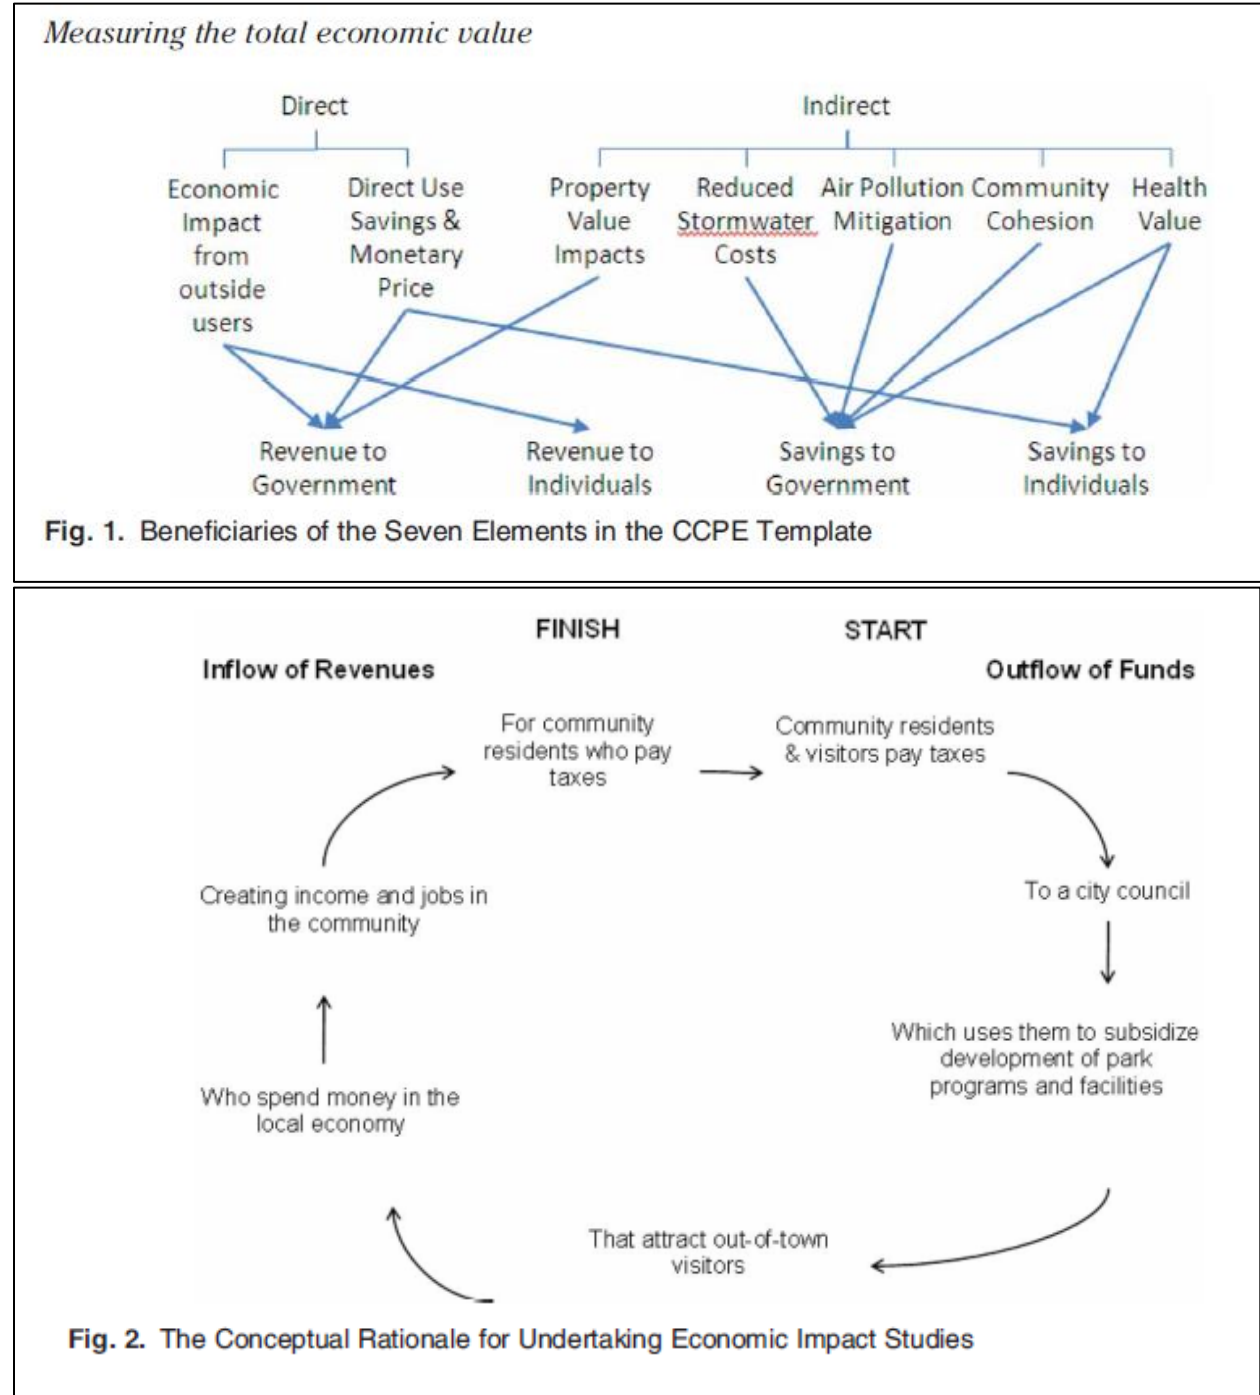 Measuring the total economic value
Direct
Indirect
Economic
Impact
from
outside
users
Direct Use
Savings &
Monetary
Price
Property
Value
Impacts
Reduced
Stormwater
Costs
Air Pollution
Mitigation
Community
Cohesion
Health
Value
Revenue to
Government
Revenue to
Individuals
Savings to
Government
Savings to
Individuals
Fig. 1. Beneficiaries of the Seven Elements in the CCPE Template
FINISH
START
Inflow of Revenues
Outflow of Funds
For community
residents who pay
taxes
Community residents
& visitors pay taxes
Creating income and jobs in
the community
To a city council
Which uses them to subsidize
development of park
programs and facilities
Who spend money in the
local economy
That attract out-of-town
visitors
Fig. 2. The Conceptual Rationale for Undertaking Economic Impact Studies